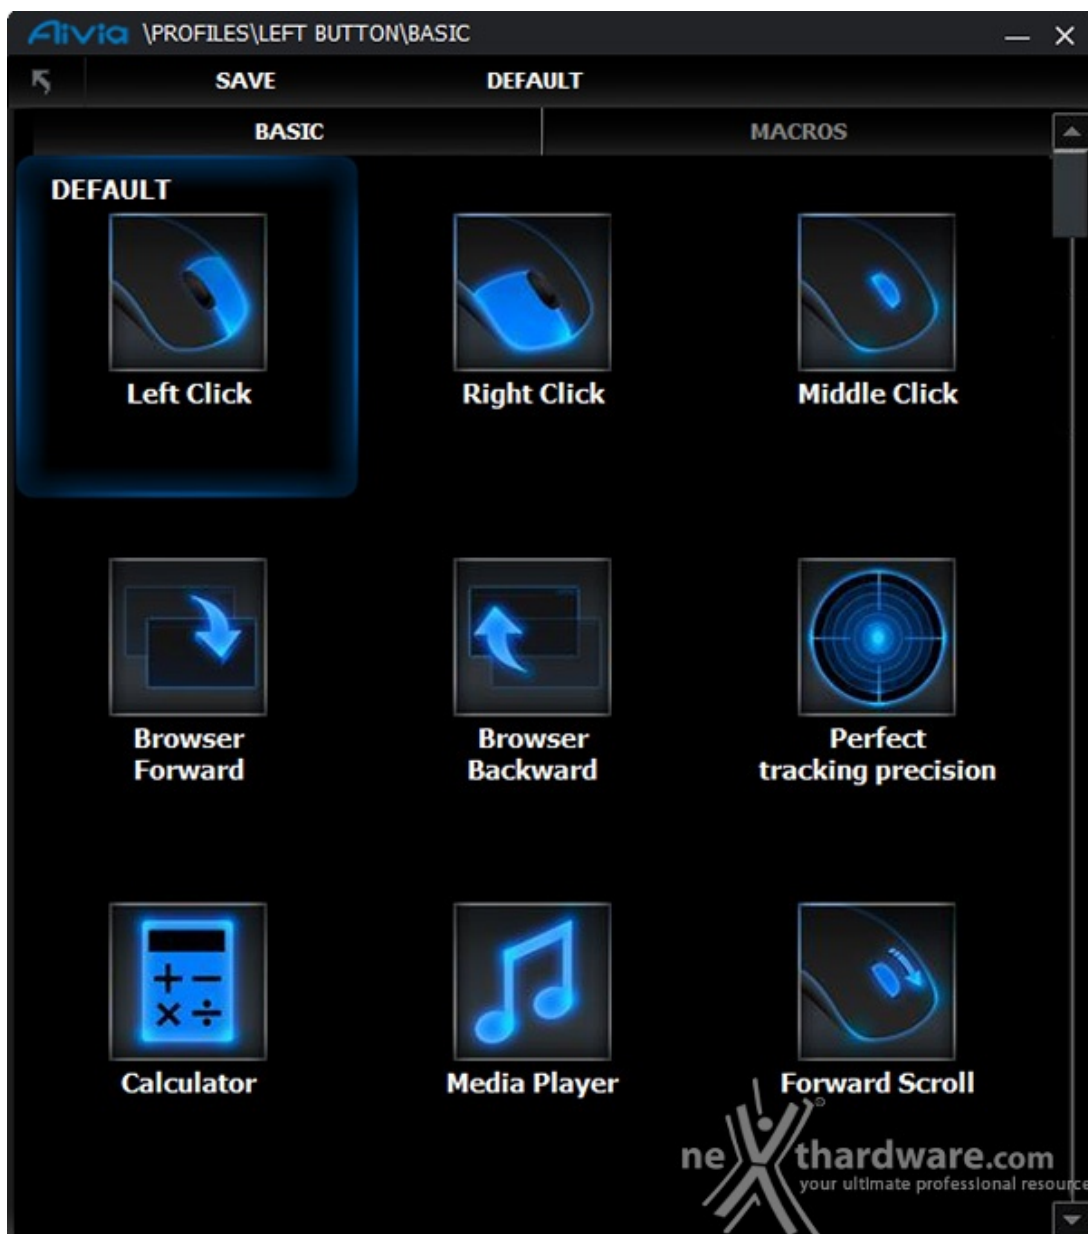 Aivia \PROFILES\LEFT BUTTON\BASIC
SAVE DEFAULT
BASIC MACROS
DEFAULT
Left Click Right Click Middle Click
Browser Browser Perfect
Forward Backward tracking precision
Calculator Media Player Forward Scroll
nexthardware.com
your ultimate professional resource